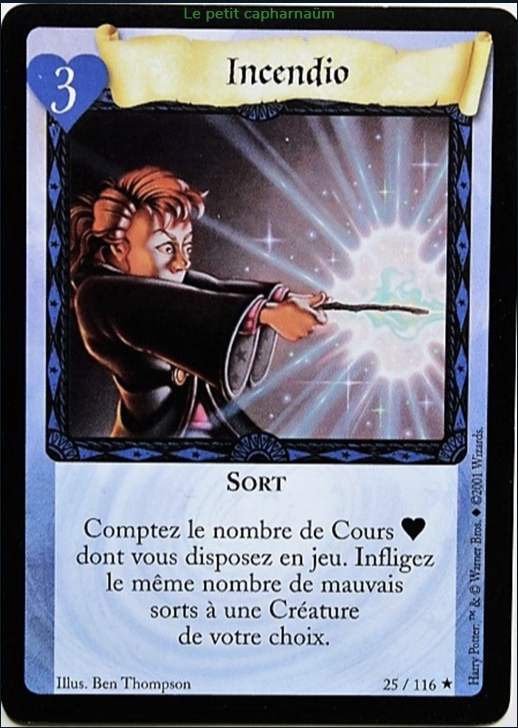 Le petit capharnaüm
3
Incendio
SORT
Comptez le nombre de Cours ♥
dont vous disposez en jeu. Infligez
le même nombre de mauvais
sorts à une Créature
de votre choix.
Illus. Ben Thompson
25 / 116 ★
Harry Potter, ™ & © Warner Bros. ◆ ©2001 Wizards.